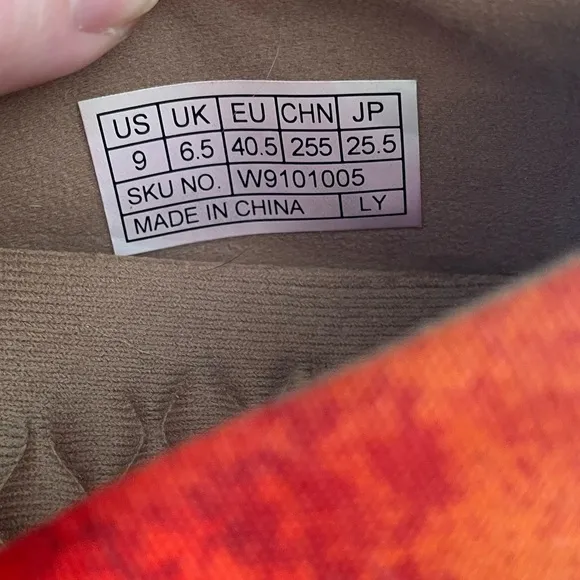 US UK EU CHN JP
9 6.5 40.5 255 25.5
SKU NO. W9101005
MADE IN CHINA LY